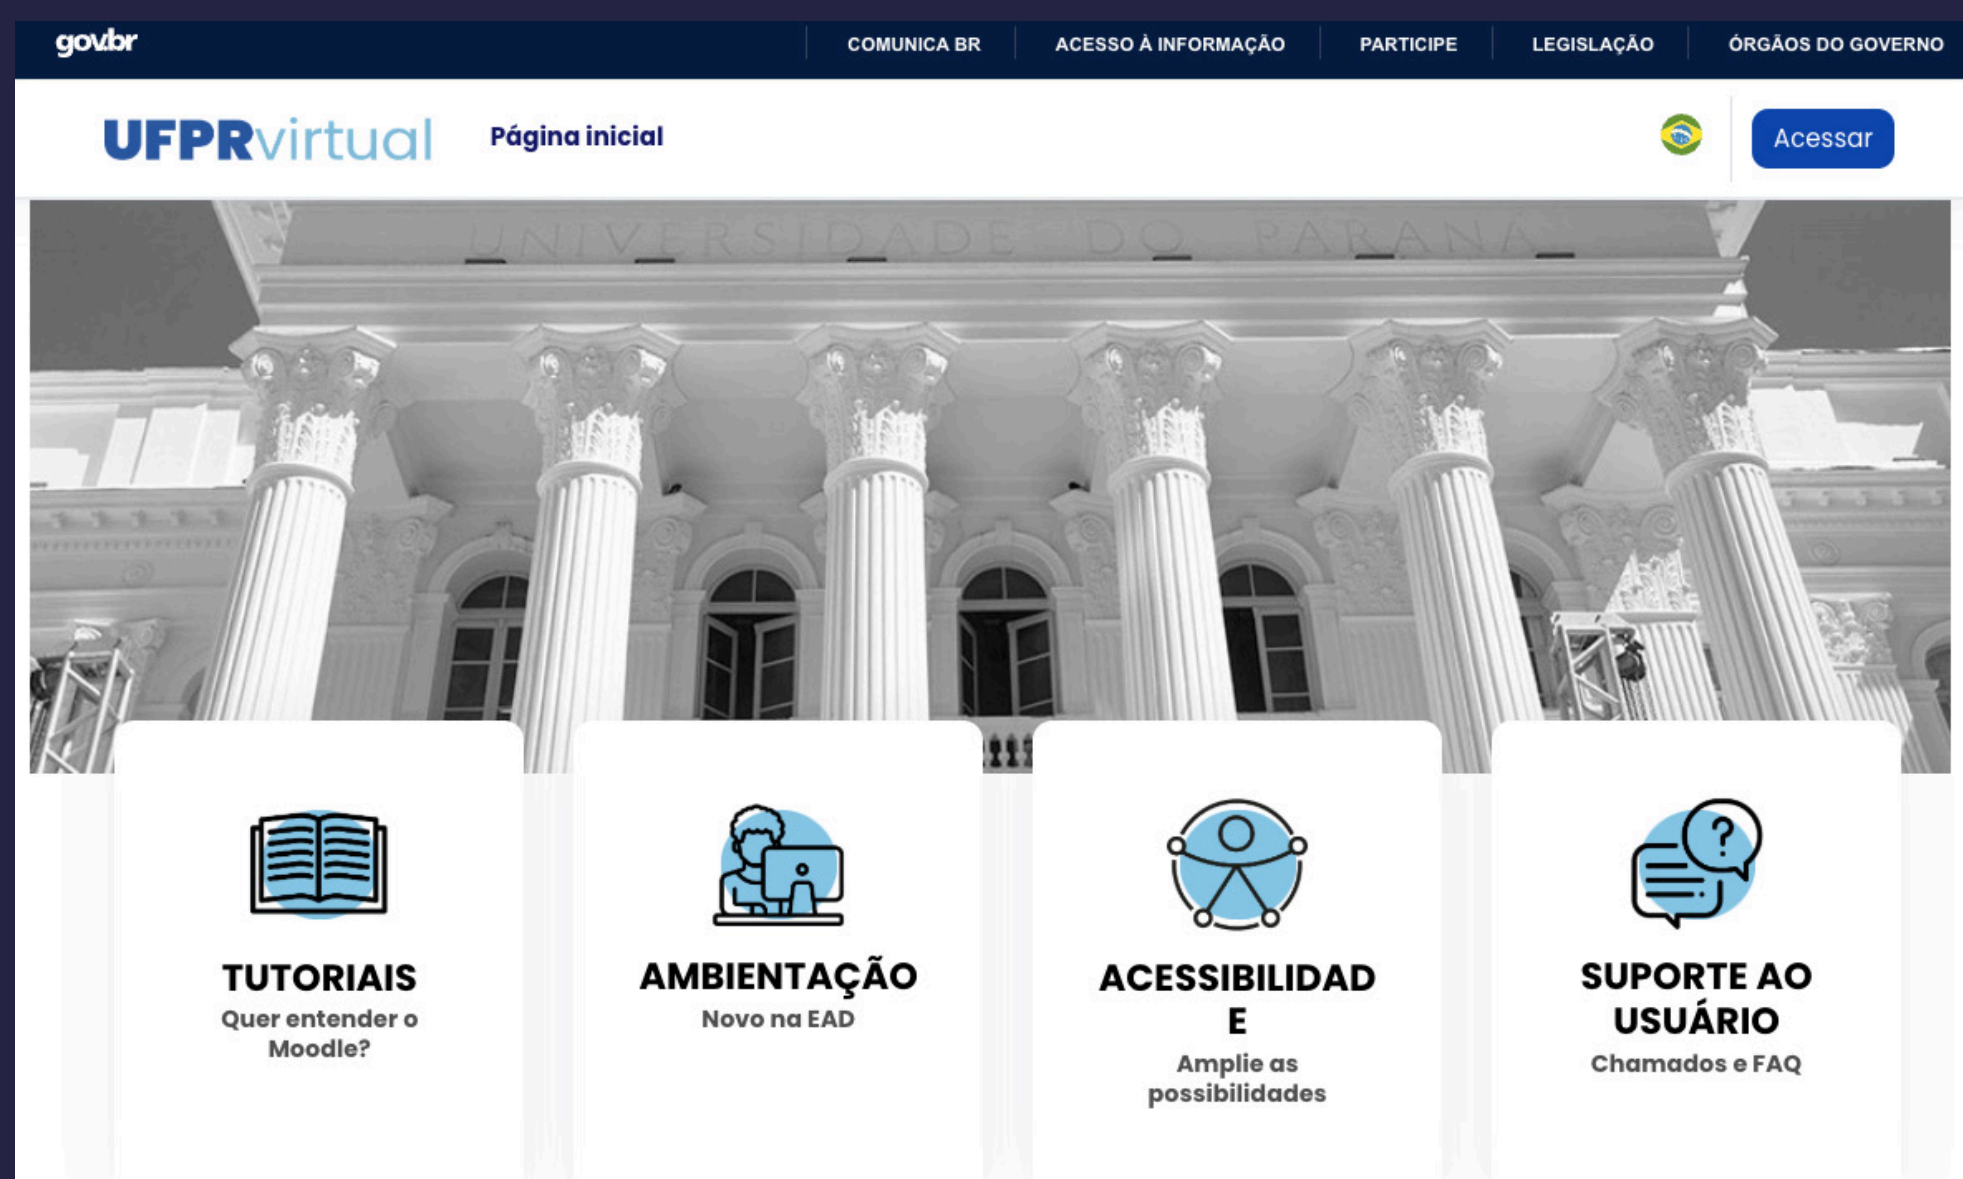 gov.br
COMUNICA BR
ACESSO À INFORMAÇÃO
PARTICIPE
LEGISLAÇÃO
ÓRGÃOS DO GOVERNO
UFPRvirtual
Página inicial
Acessar
UNIVERSIDADE DO PARANÁ
TUTORIAIS
Quer entender o
Moodle?
AMBIENTAÇÃO
Novo na EAD
ACESSIBILIDAD
E
Amplie as
possibilidades
SUPORTE AO
USUÁRIO
Chamados e FAQ
?